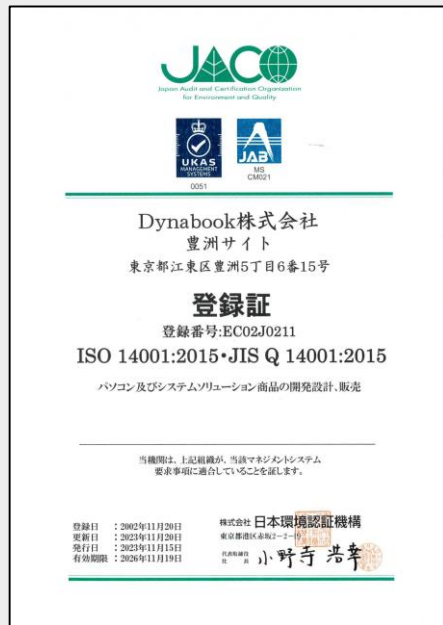 JACO
Japan Audit and Certification Organization
for Environment and Quality
UKAS
MANAGEMENT
SYSTEMS
0051
JAB
MS
CM021
Dynabook株式会社
豊洲サイト
東京都江東区豊洲5丁目6番15号
登録証
登録番号:EC02J0211
ISO 14001:2015・JIS Q 14001:2015
パソコン及びシステムソリューション商品の開発設計、販売
当機関は、上記組織が、当該マネジメントシステム
要求事項に適合していることを証します。
登録日 :2002年11月20日
更新日 :2023年11月20日
発行日 :2023年11月15日
有効期限 :2026年11月19日
株式会社 日本環境認証機構
東京都港区赤坂2-2-19
代表取締役
社 長 小野寺 浩幸